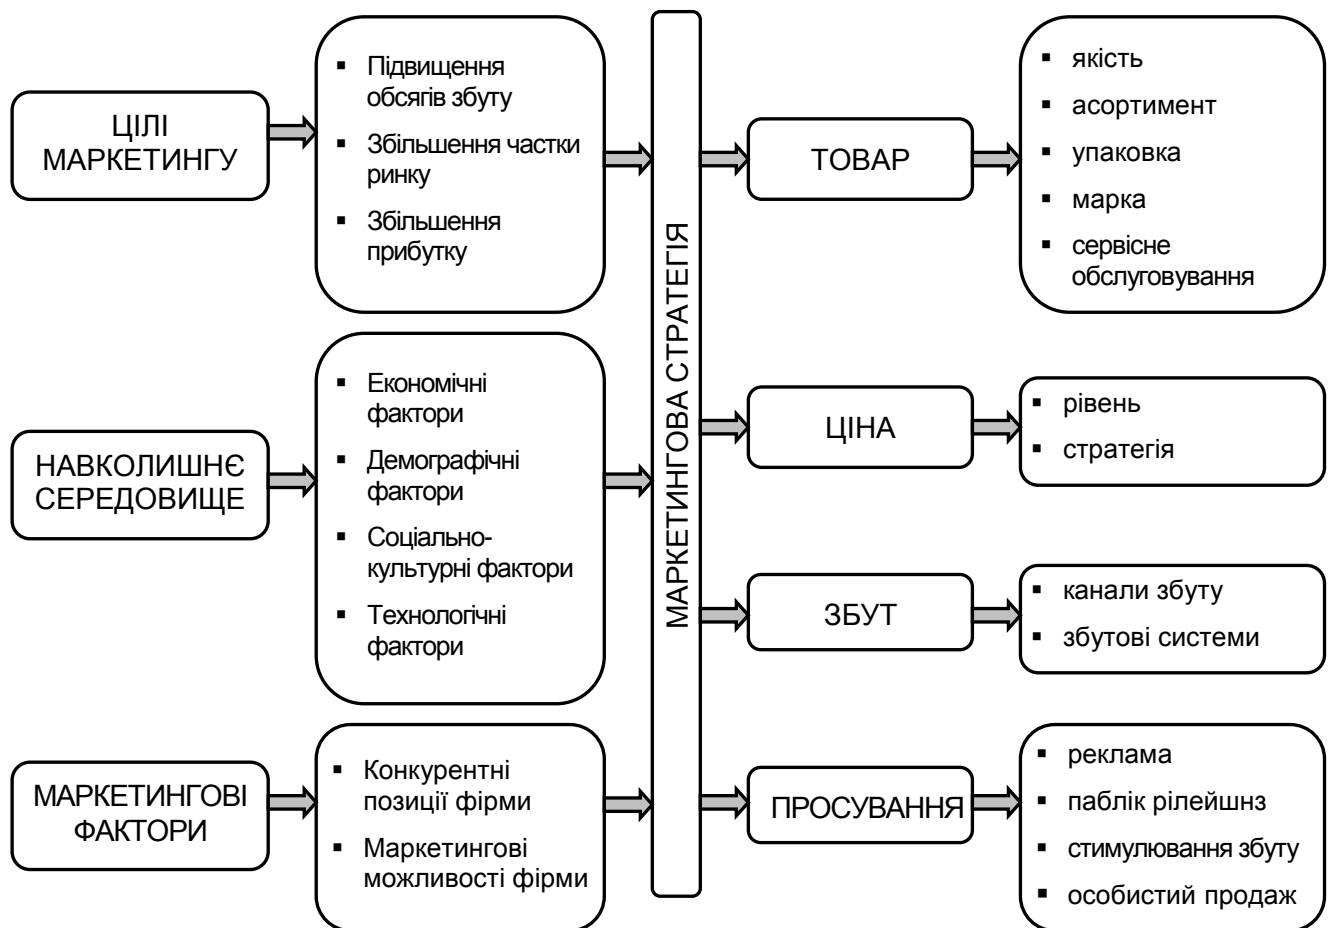 ЦІЛІ
МАРКЕТИНГУ
▪ Підвищення
обсягів збуту
▪ Збільшення частки
ринку
▪ Збільшення
прибутку
НАВКОЛИШНЄ
СЕРЕДОВИЩЕ
▪ Економічні
фактори
▪ Демографічні
фактори
▪ Соціально-
культурні фактори
▪ Технологічні
фактори
МАРКЕТИНГОВІ
ФАКТОРИ
▪ Конкурентні
позиції фірми
▪ Маркетингові
можливості фірми
МАРКЕТИНГОВА СТРАТЕГІЯ
ТОВАР
▪ якість
▪ асортимент
▪ упаковка
▪ марка
▪ сервісне
обслуговування
ЦІНА
▪ рівень
▪ стратегія
ЗБУТ
▪ канали збуту
▪ збутові системи
ПРОСУВАННЯ
▪ реклама
▪ паблік рілейшнз
▪ стимулювання збуту
▪ особистий продаж